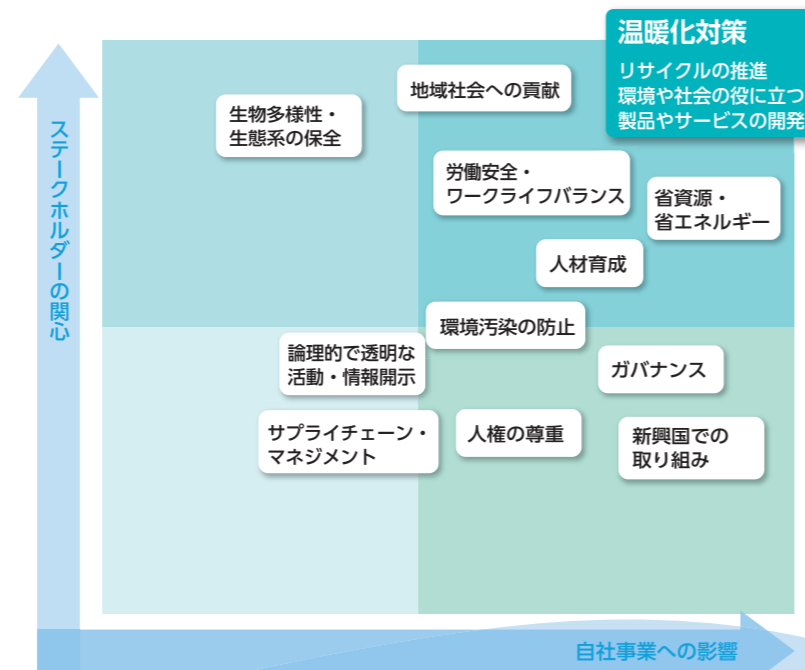 温暖化対策
リサイクルの推進
環境や社会の役に立つ
製品やサービスの開発
地域社会への貢献
生物多様性・
生態系の保全
労働安全・
ワークライフバランス
省資源・
省エネルギー
人材育成
環境汚染の防止
論理的で透明な
活動・情報開示
ガバナンス
サプライチェーン・
マネジメント
人権の尊重
新興国での
取り組み
ステークホルダーの関心
自社事業への影響